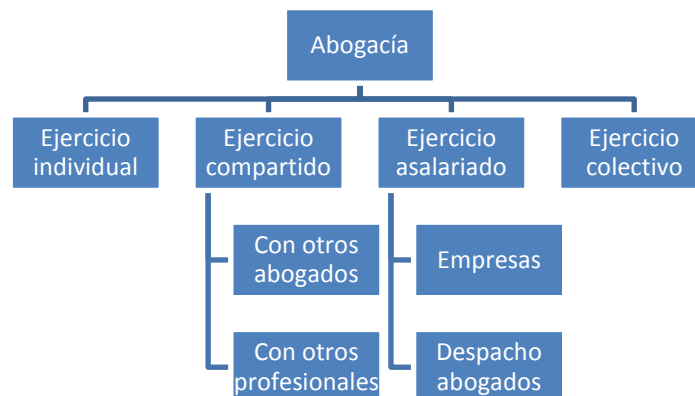 Abogacía
Ejercicio
individual
Ejercicio
compartido
Ejercicio
asalariado
Ejercicio
colectivo
Con otros
abogados
Empresas
Con otros
profesionales
Despacho
abogados